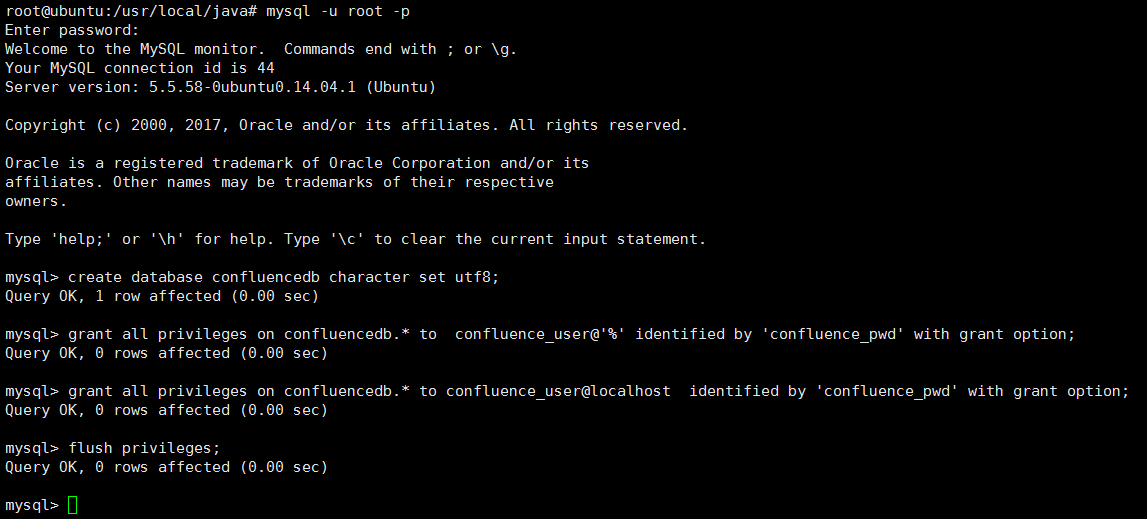 root@ubuntu:/usr/local/java# mysql -u root -p
Enter password:
Welcome to the MySQL monitor.  Commands end with ; or \g.
Your MySQL connection id is 44
Server version: 5.5.58-0ubuntu0.14.04.1 (Ubuntu)
Copyright (c) 2000, 2017, Oracle and/or its affiliates. All rights reserved.
Oracle is a registered trademark of Oracle Corporation and/or its
affiliates. Other names may be trademarks of their respective
owners.
Type 'help;' or '\h' for help. Type '\c' to clear the current input statement.
mysql> create database confluencedb character set utf8;
Query OK, 1 row affected (0.00 sec)
mysql> grant all privileges on confluencedb.* to  confluence_user@'%' identified by 'confluence_pwd' with grant option;
Query OK, 0 rows affected (0.00 sec)
mysql> grant all privileges on confluencedb.* to confluence_user@localhost  identified by 'confluence_pwd' with grant option;
Query OK, 0 rows affected (0.00 sec)
mysql> flush privileges;
Query OK, 0 rows affected (0.00 sec)
mysql>